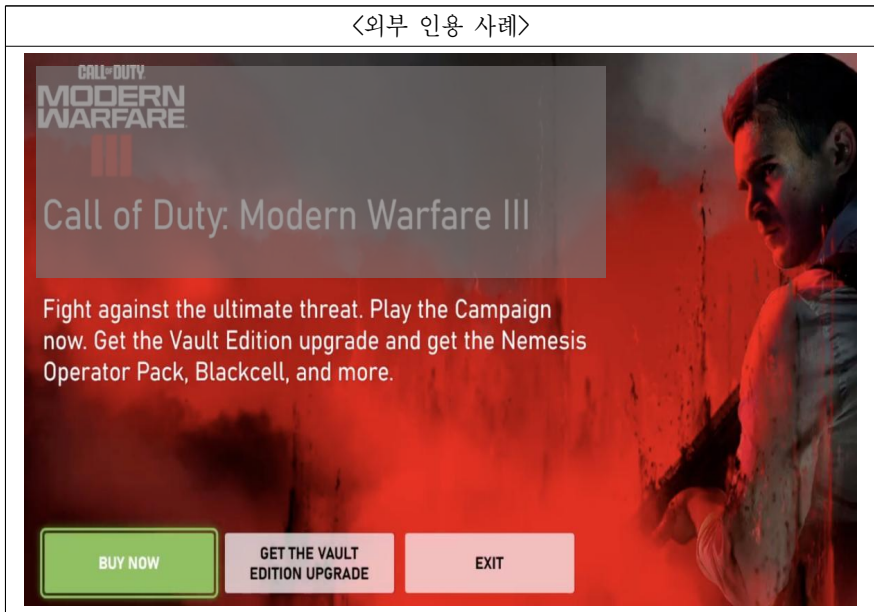 <외부 인용 사례>
CALL OF DUTY
MODERN
WARFARE
III
Call of Duty: Modern Warfare III
Fight against the ultimate threat. Play the Campaign
now. Get the Vault Edition upgrade and get the Nemesis
Operator Pack, Blackcell, and more.
BUY NOW
GET THE VAULT
EDITION UPGRADE
EXIT